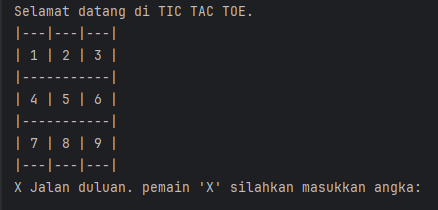 Selamat datang di TIC TAC TOE.
|---|---|---|
| 1 | 2 | 3 |
|-----------|
| 4 | 5 | 6 |
|-----------|
| 7 | 8 | 9 |
|---|---|---|
X Jalan duluan. pemain 'X' silahkan masukkan angka: